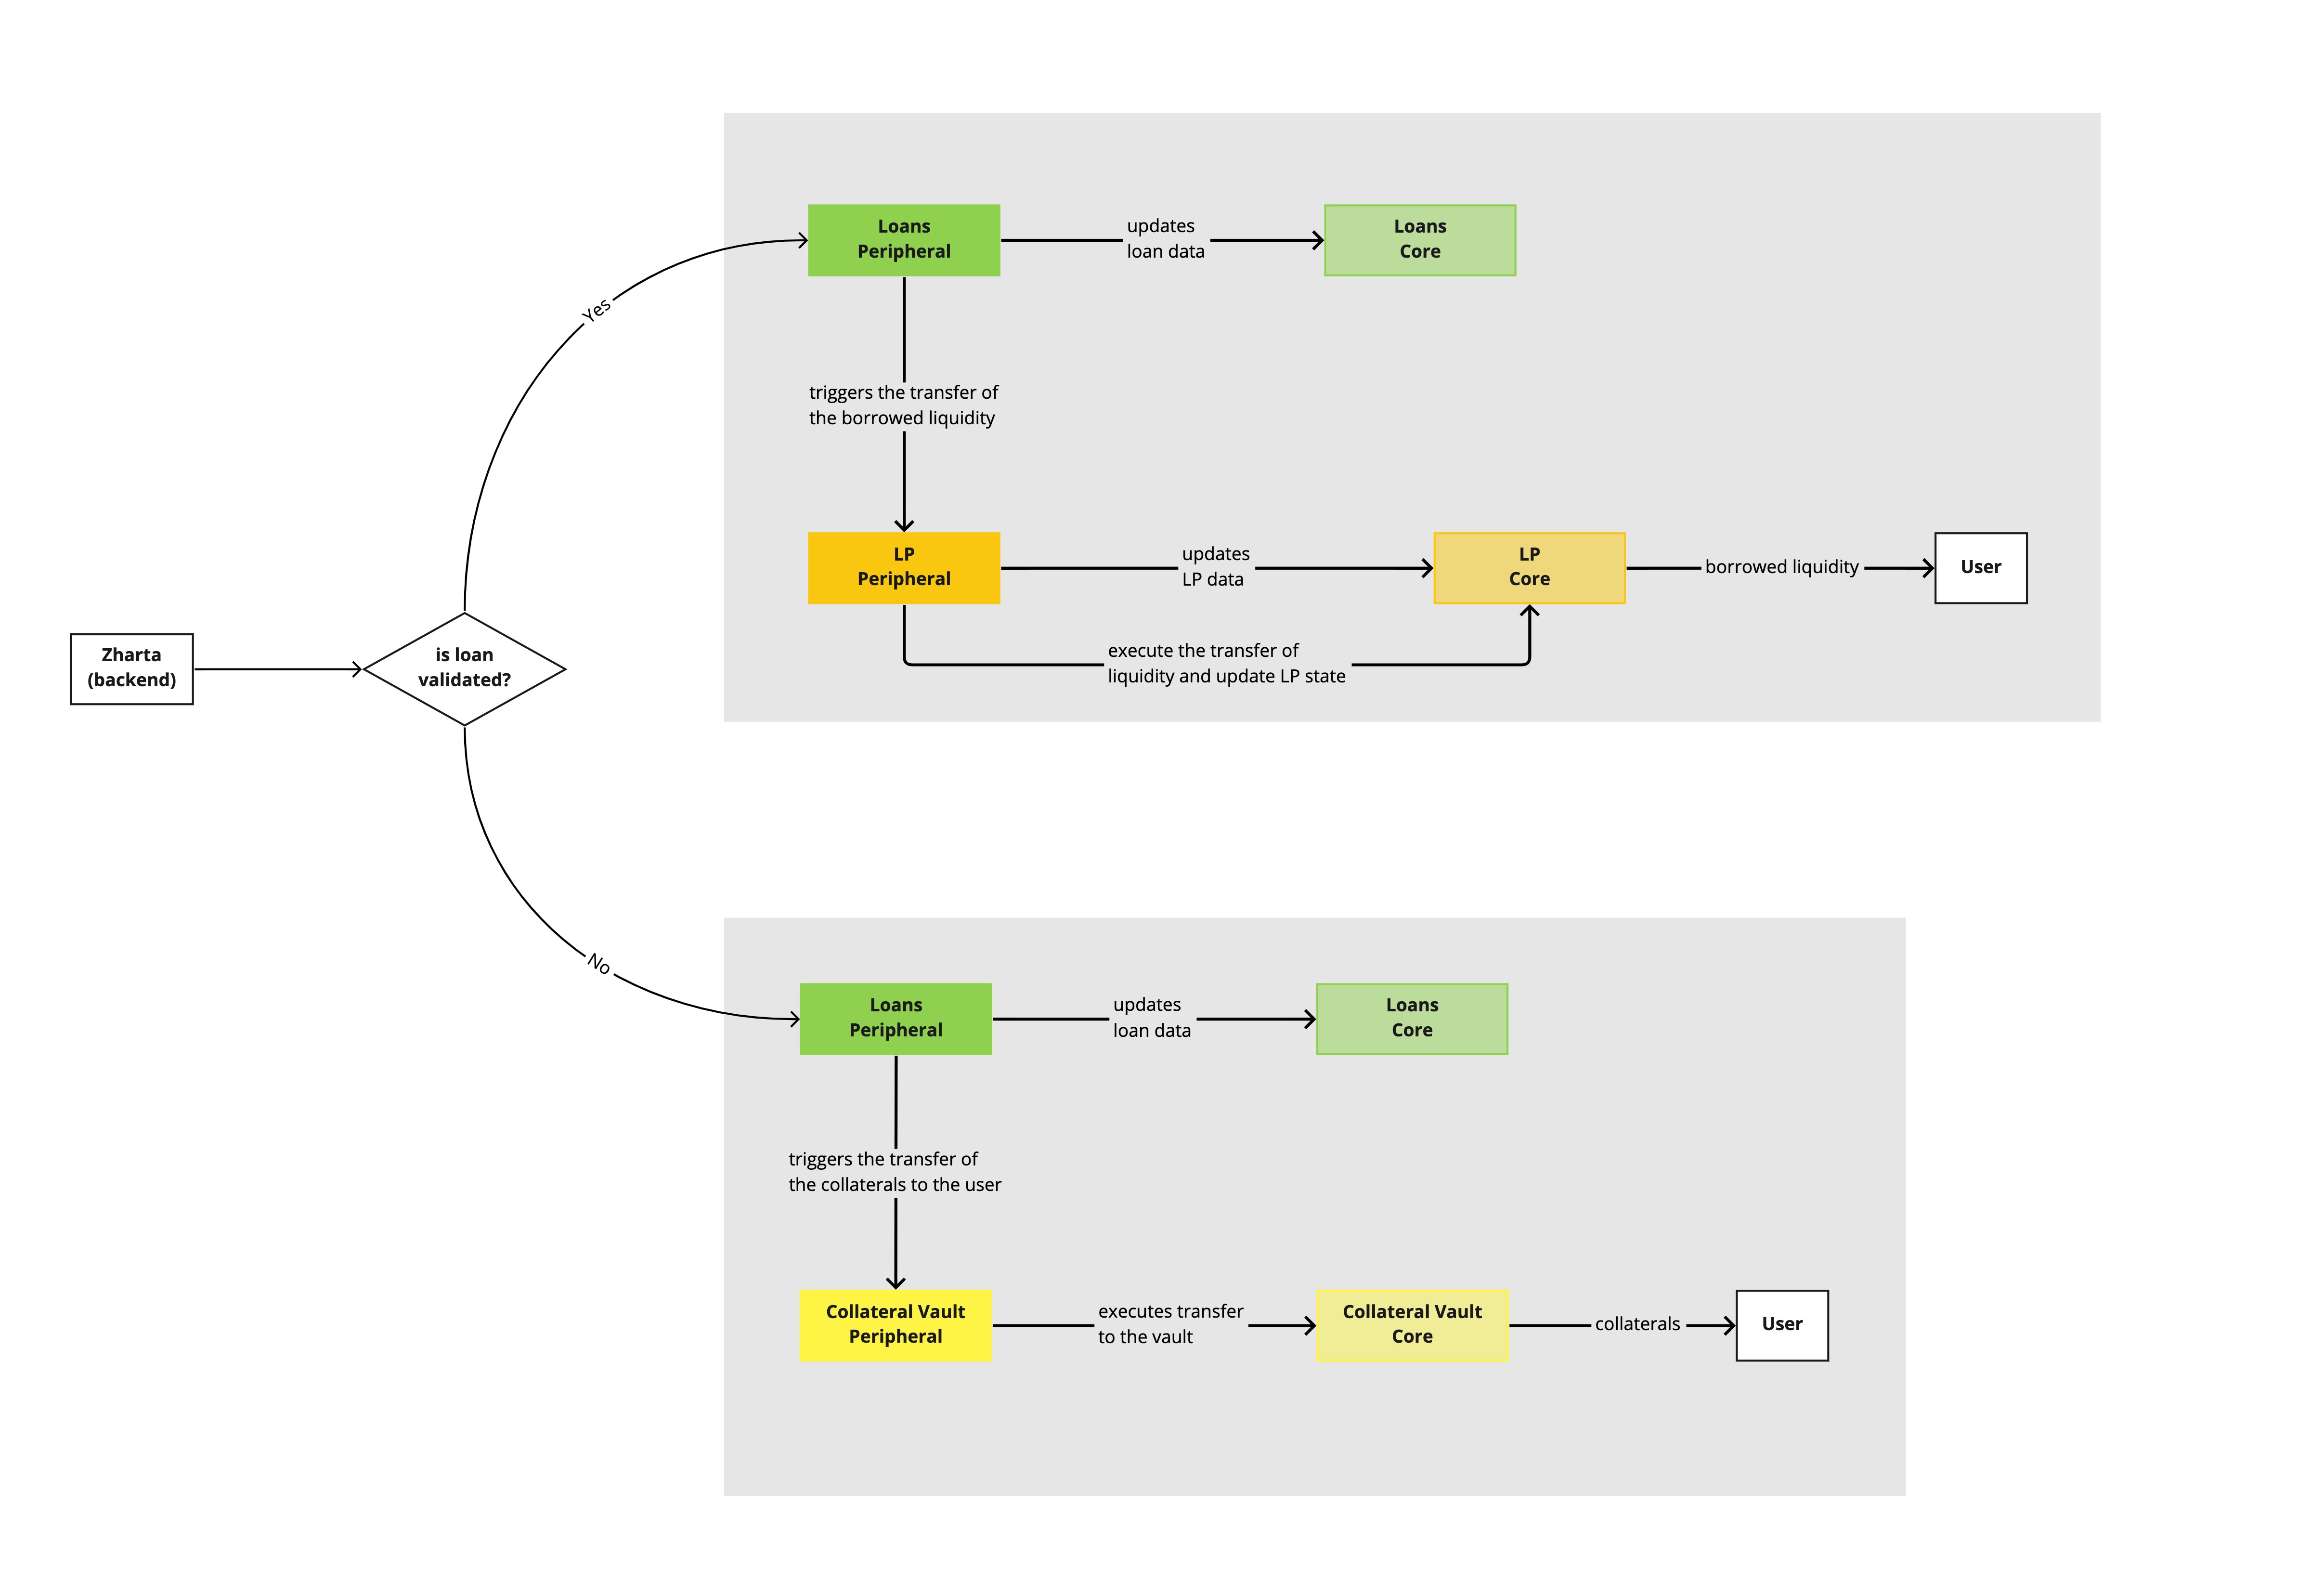 Zharta
(backend)
is loan
validated?
Yes
Loans
Peripheral
updates
loan data
Loans
Core
triggers the transfer of
the borrowed liquidity
LP
Peripheral
updates
LP data
LP
Core
borrowed liquidity
User
execute the transfer of
liquidity and update LP state
No
Loans
Peripheral
updates
loan data
Loans
Core
triggers the transfer of
the collaterals to the user
Collateral Vault
Peripheral
executes transfer
to the vault
Collateral Vault
Core
collaterals
User